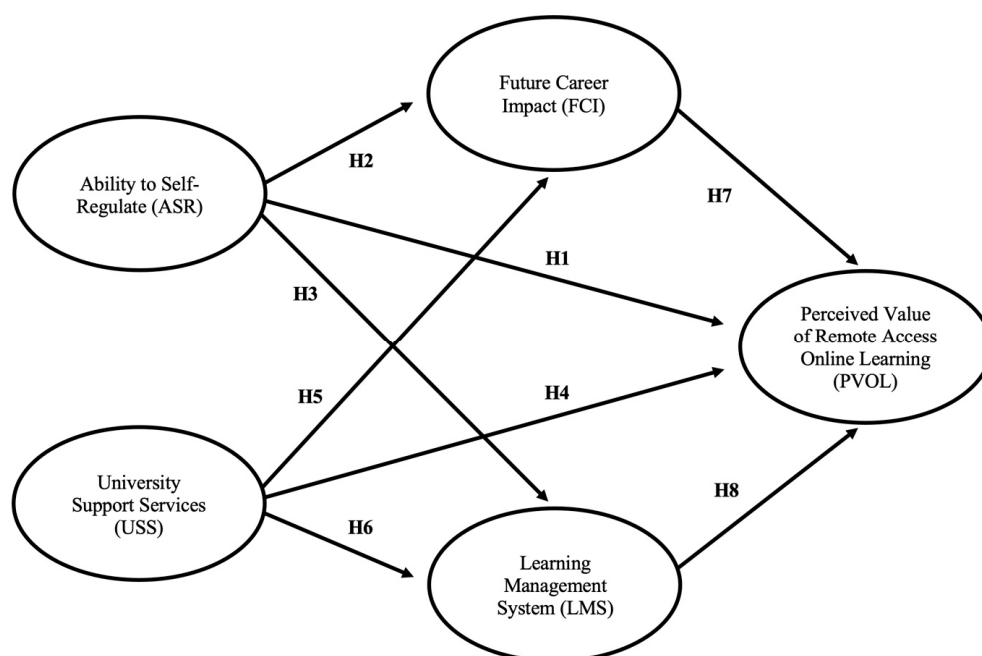 Future Career
Impact (FCI)
H2
H7
Ability to Self-
Regulate (ASR)
H1
H3
Perceived Value
of Remote Access
Online Learning
(PVOL)
H5
H4
University
Support Services
(USS)
H6
H8
Learning
Management
System (LMS)